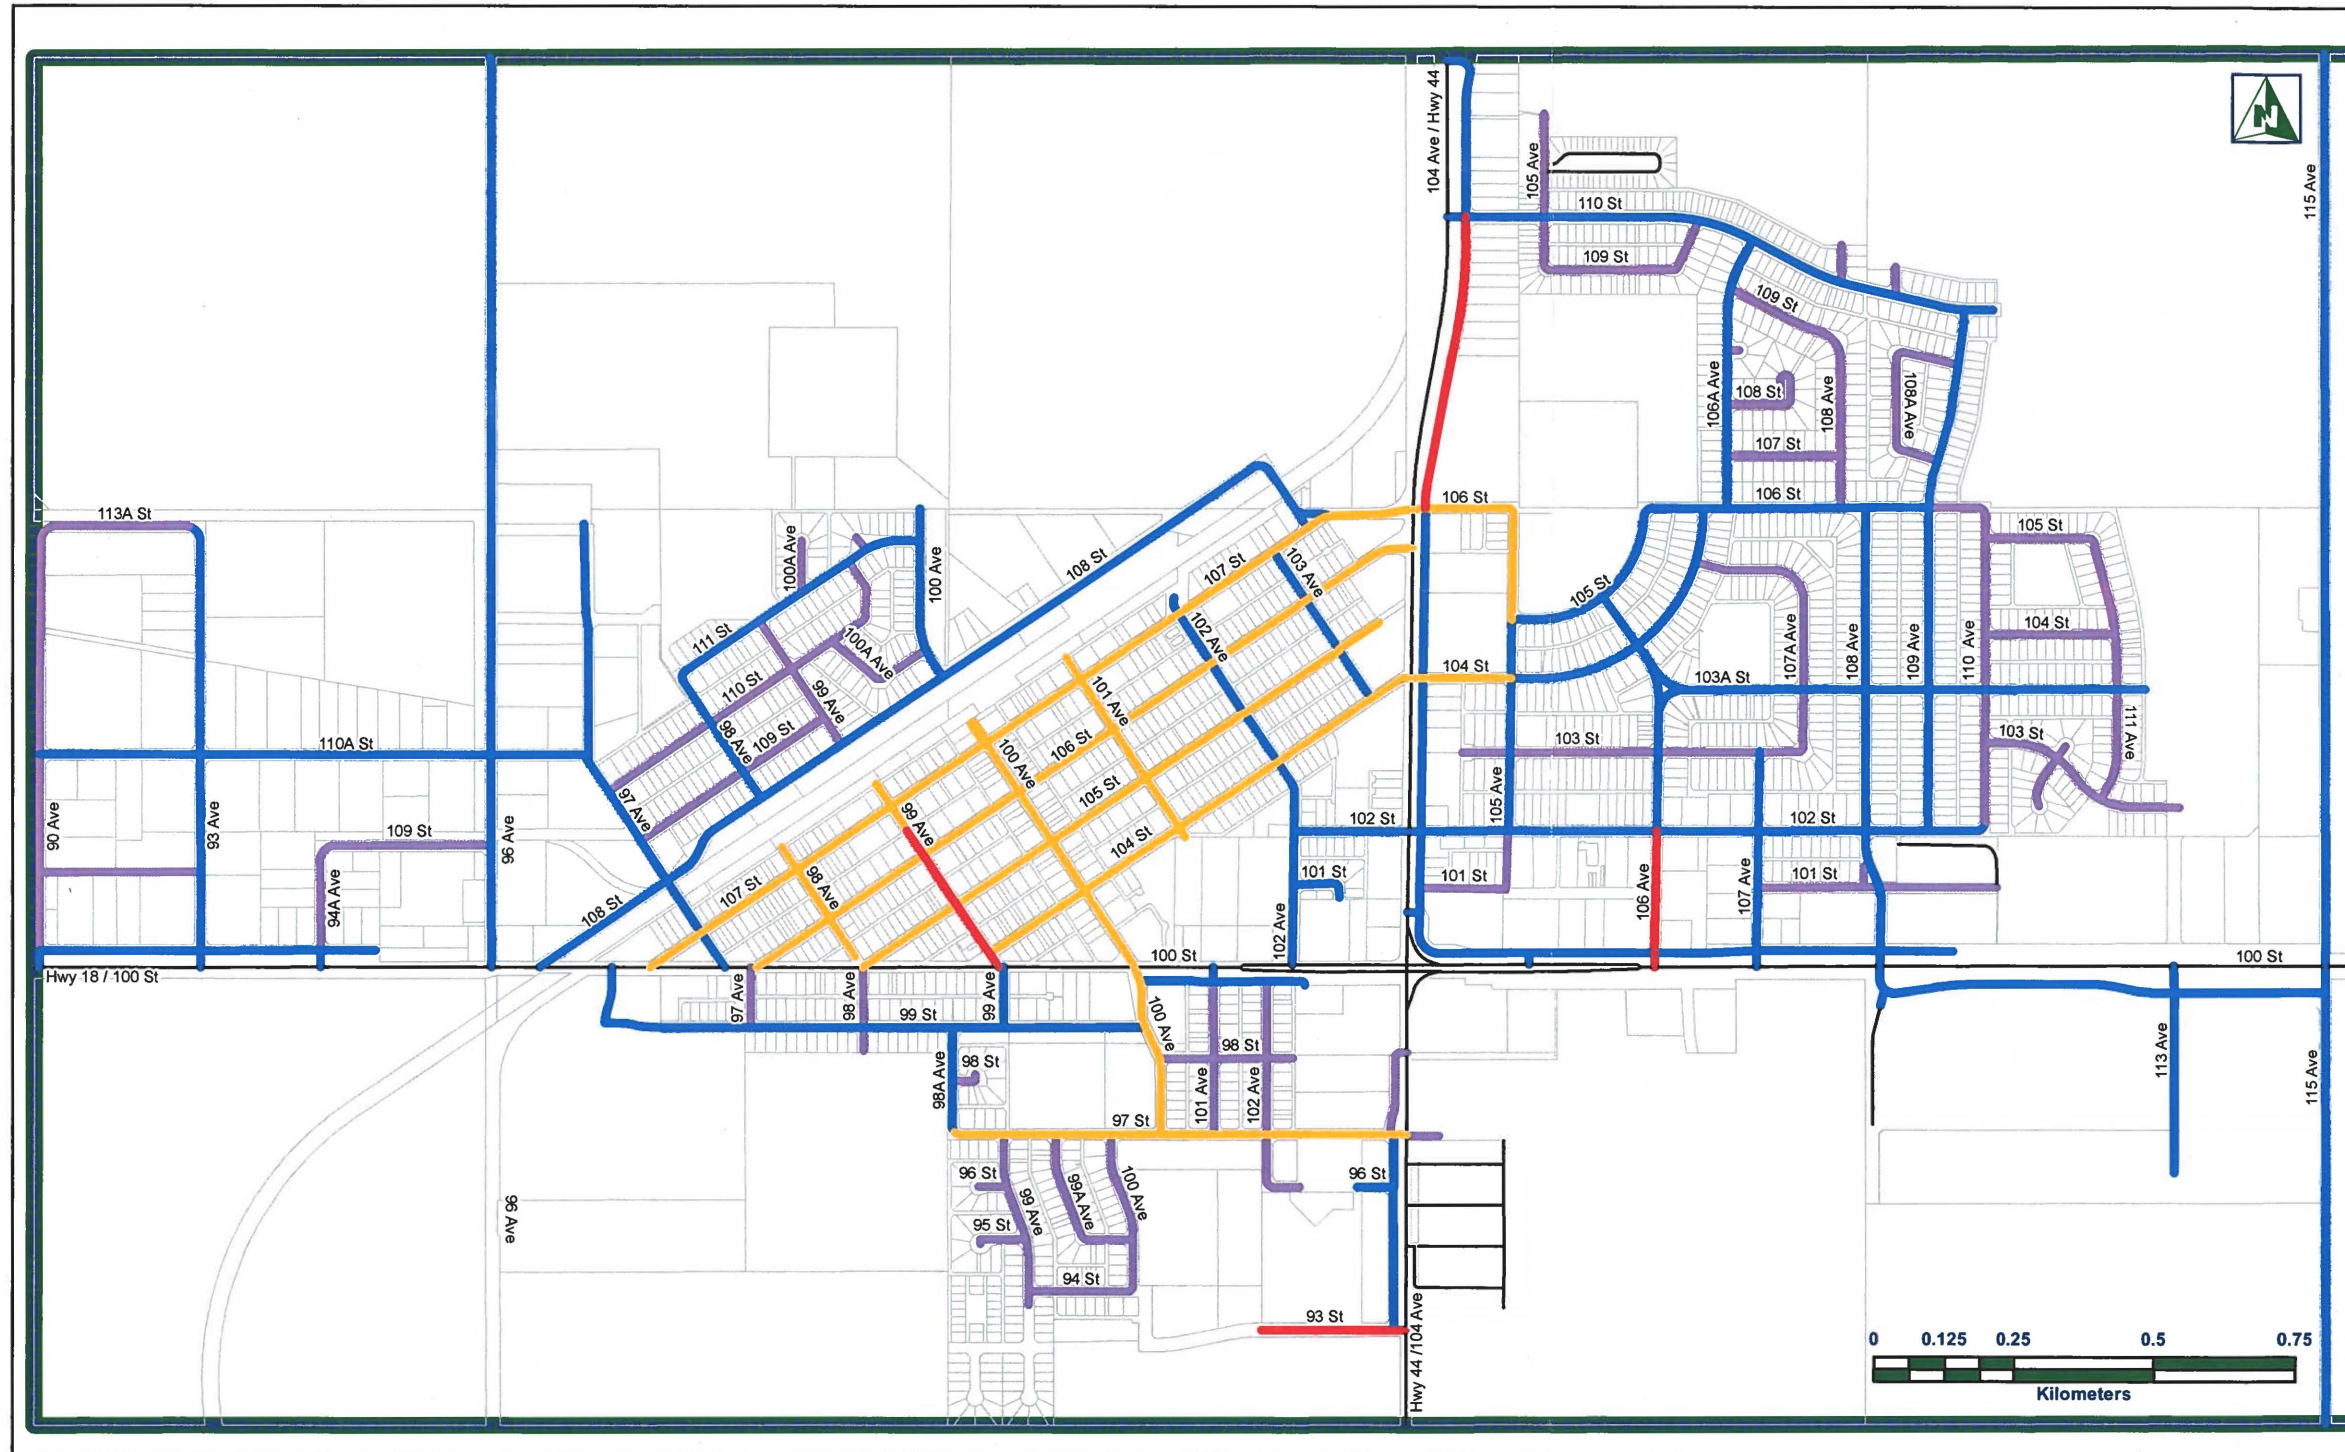 104 Ave / Hwy 44
N
115 Ave
105 Ave
110 St
109 St
109 St
106A Ave
108 St
108 Ave
108A Ave
107 St
106 St
106 St
113A St
100A Ave
100 Ave
108 St
107 St
103 Ave
105 St
105 St
111 St
100A Ave
102 Ave
104 St
107A Ave
108 Ave
109 Ave
110 Ave
104 St
110 St
99 Ave
101 Ave
103A St
110A St
98 Ave
109 St
100 Ave
106 St
103 St
103 St
111 Ave
97 Ave
105 St
105 Ave
90 Ave
93 Ave
109 St
96 Ave
99 Ave
104 St
102 St
102 St
94A Ave
108 St
107 St
98 Ave
101 St
101 St
106 Ave
107 Ave
101 St
102 Ave
Hwy 18 / 100 St
100 St
100 St
97 Ave
98 Ave
99 St
99 Ave
100 Ave
98 St
98A Ave
98 St
101 Ave
102 Ave
113 Ave
115 Ave
97 St
96 Ave
96 St
99 Ave
99A Ave
100 Ave
96 St
95 St
94 St
93 St
Hwy 44 /104 Ave
0 0.125 0.25 0.5 0.75
Kilometers